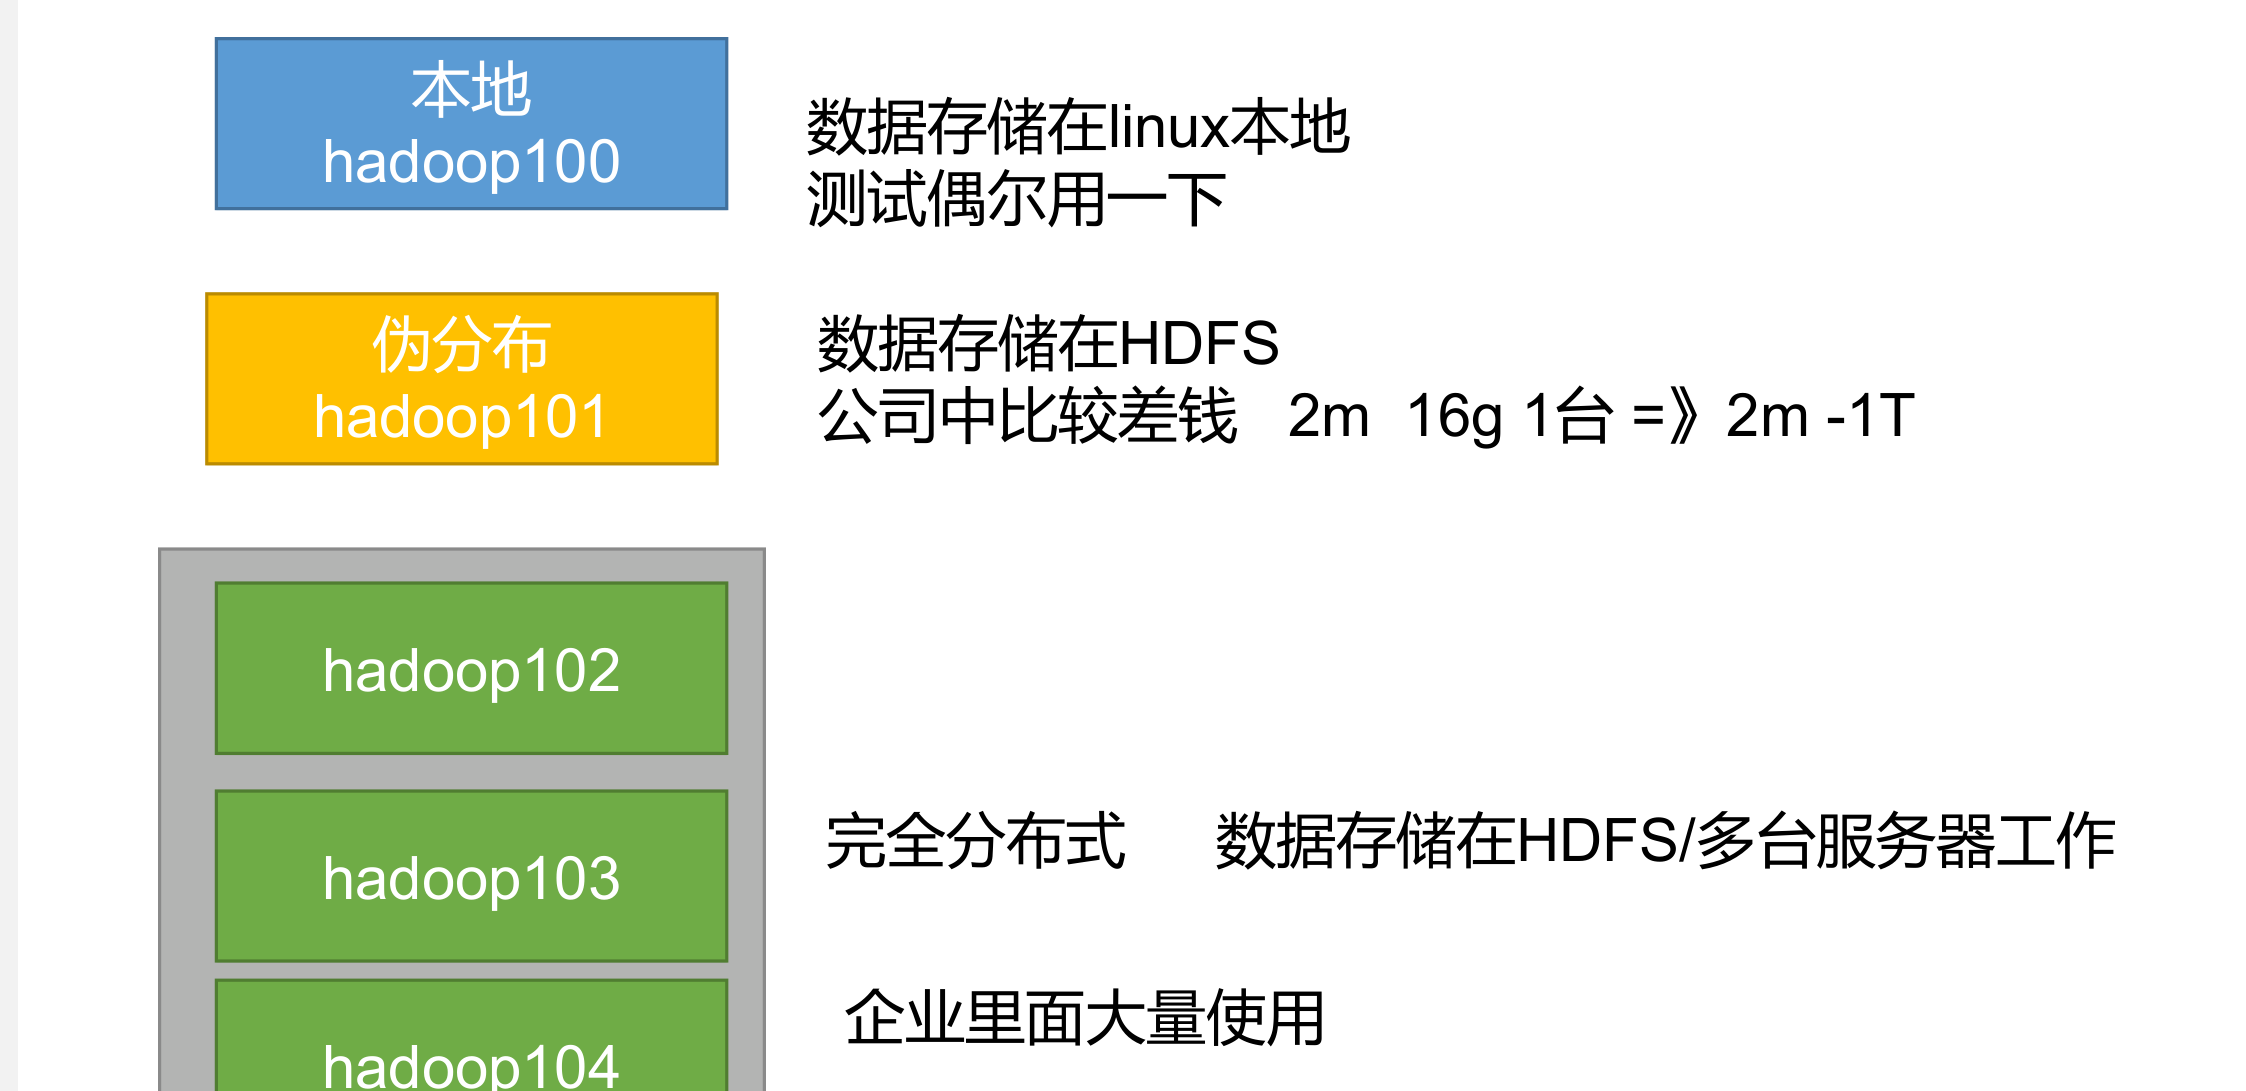 本地
hadoop100
数据存储在linux本地
测试偶尔用一下
伪分布
hadoop101
数据存储在HDFS
公司中比较差钱 2m 16g 1台 =》2m -1T
hadoop102
hadoop103
完全分布式 数据存储在HDFS/多台服务器工作
企业里面大量使用
hadoop104